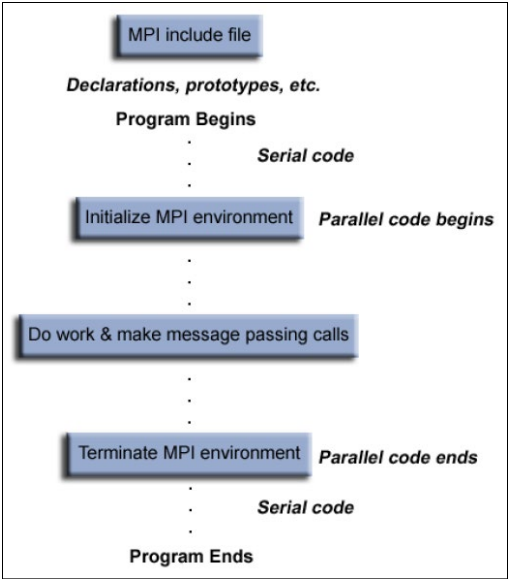 MPI include file
Declarations, prototypes, etc.
Program Begins
Serial code
Initialize MPI environment
Parallel code begins
Do work & make message passing calls
Terminate MPI environment
Parallel code ends
Serial code
Program Ends